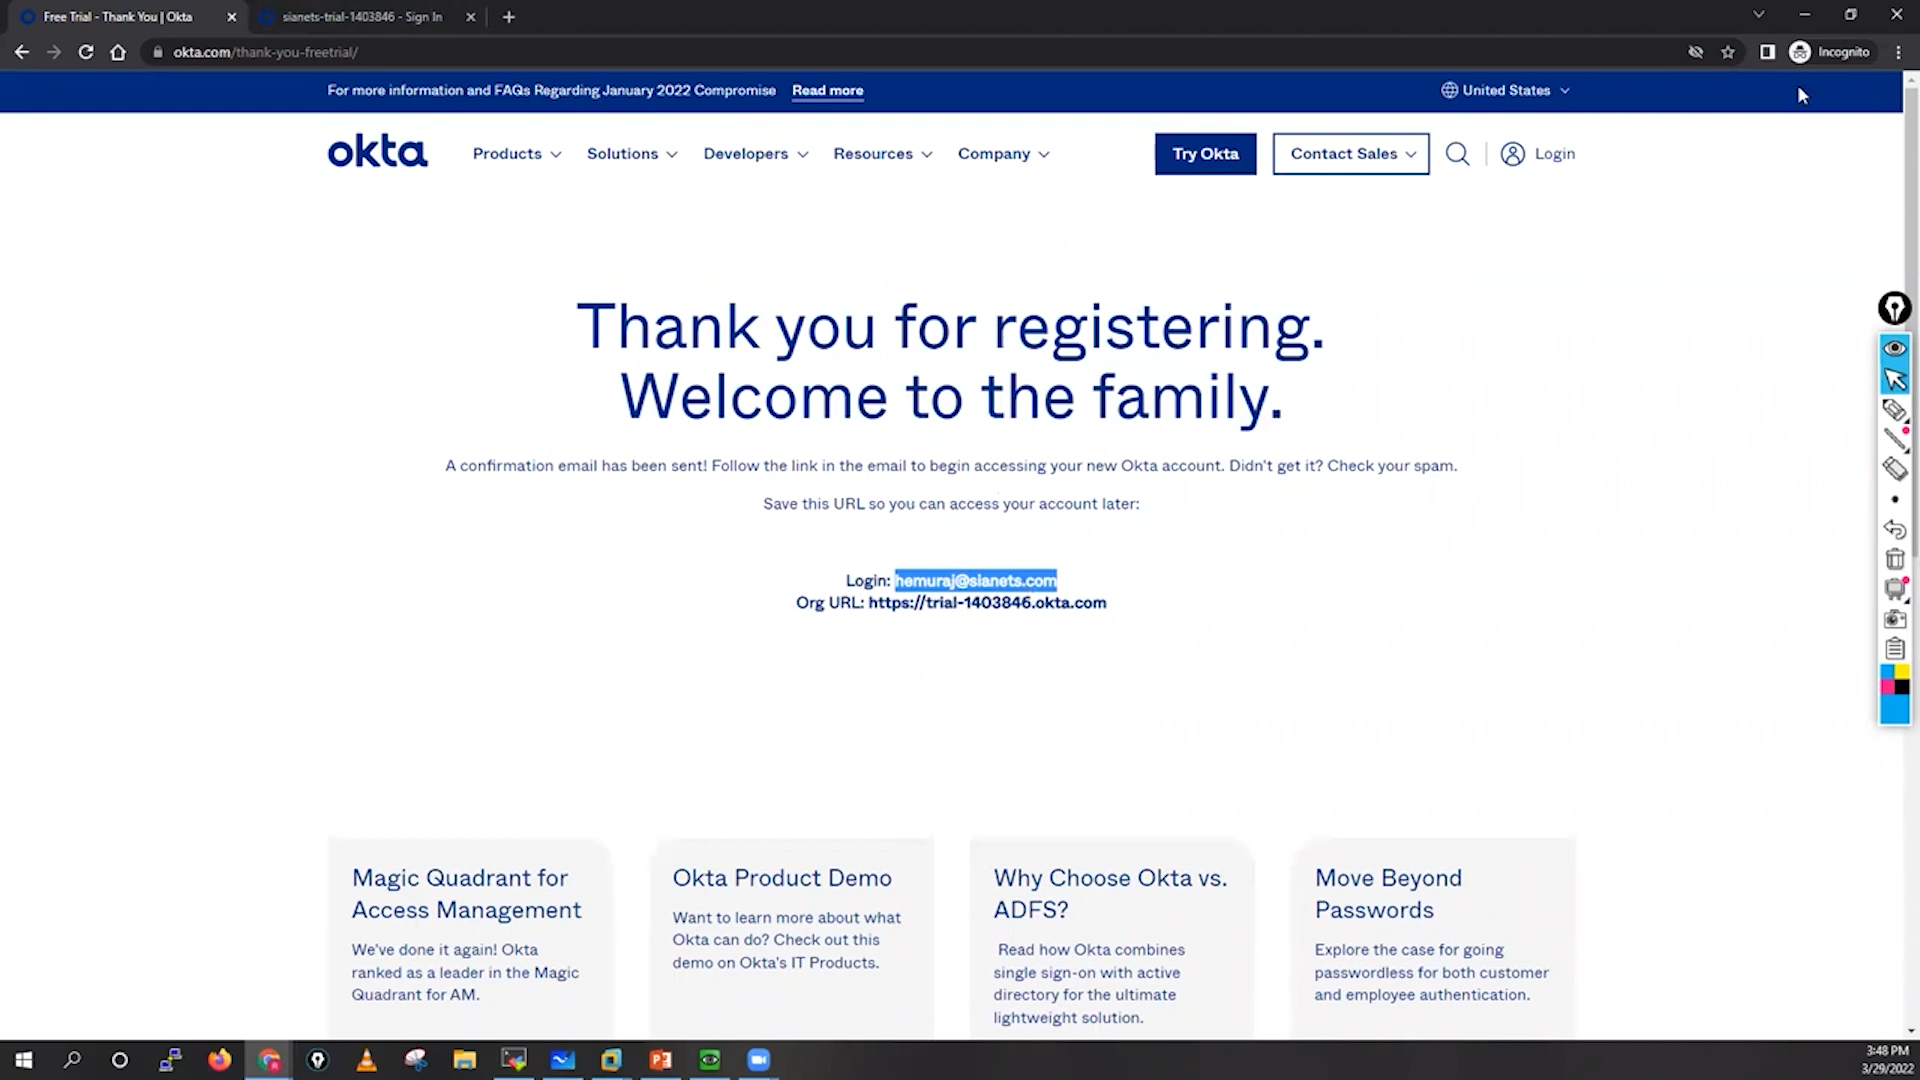 Free Trial - Thank You | Okta
sianets-trial-1403846 - Sign In
okta.com/thank-you-freetrial/
Incognito
For more information and FAQs Regarding January 2022 Compromise Read more
United States
okta
Products
Solutions
Developers
Resources
Company
Try Okta
Contact Sales
Login
Thank you for registering.
Welcome to the family.
A confirmation email has been sent! Follow the link in the email to begin accessing your new Okta account. Didn't get it? Check your spam.
Save this URL so you can access your account later:
Login: hemuraj@sianets.com
Org URL: https://trial-1403846.okta.com
Magic Quadrant for
Access Management
We've done it again! Okta
ranked as a leader in the Magic
Quadrant for AM.
Okta Product Demo
Want to learn more about what
Okta can do? Check out this
demo on Okta's IT Products.
Why Choose Okta vs.
ADFS?
Read how Okta combines
single sign-on with active
directory for the ultimate
lightweight solution.
Move Beyond
Passwords
Explore the case for going
passwordless for both customer
and employee authentication.
3:48 PM
3/29/2022